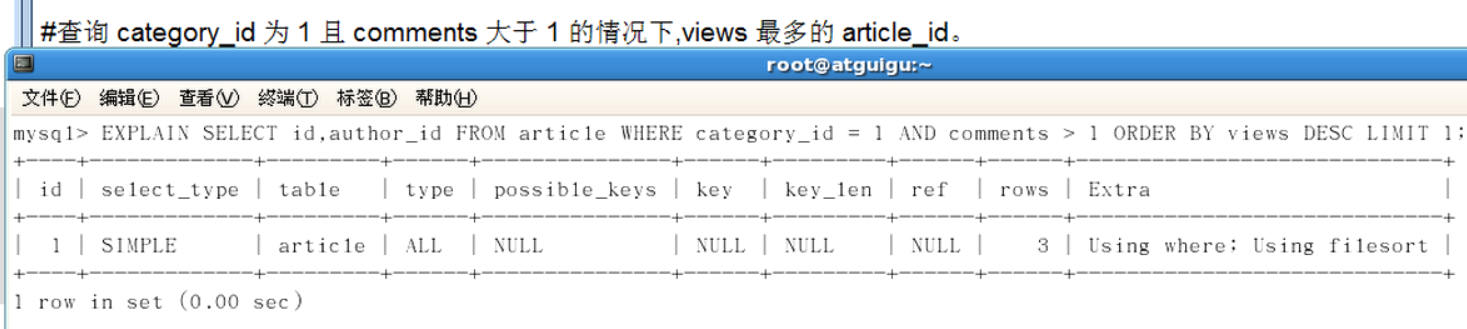 #查询 category_id 为 1 且 comments 大于 1 的情况下,views 最多的 article_id。
root@atguigu:~
文件(F) 编辑(E) 查看(V) 终端(T) 标签(B) 帮助(H)
mysql> EXPLAIN SELECT id,author_id FROM article WHERE category_id = 1 AND comments > 1 ORDER BY views DESC LIMIT 1;
+----+-------------+---------+------+---------------+------+---------+------+------+-----------------------------+
| id | select_type | table | type | possible_keys | key | key_len | ref | rows | Extra |
+----+-------------+---------+------+---------------+------+---------+------+------+-----------------------------+
| 1 | SIMPLE | article | ALL | NULL | NULL | NULL | NULL | 3 | Using where; Using filesort |
+----+-------------+---------+------+---------------+------+---------+------+------+-----------------------------+
1 row in set (0.00 sec)